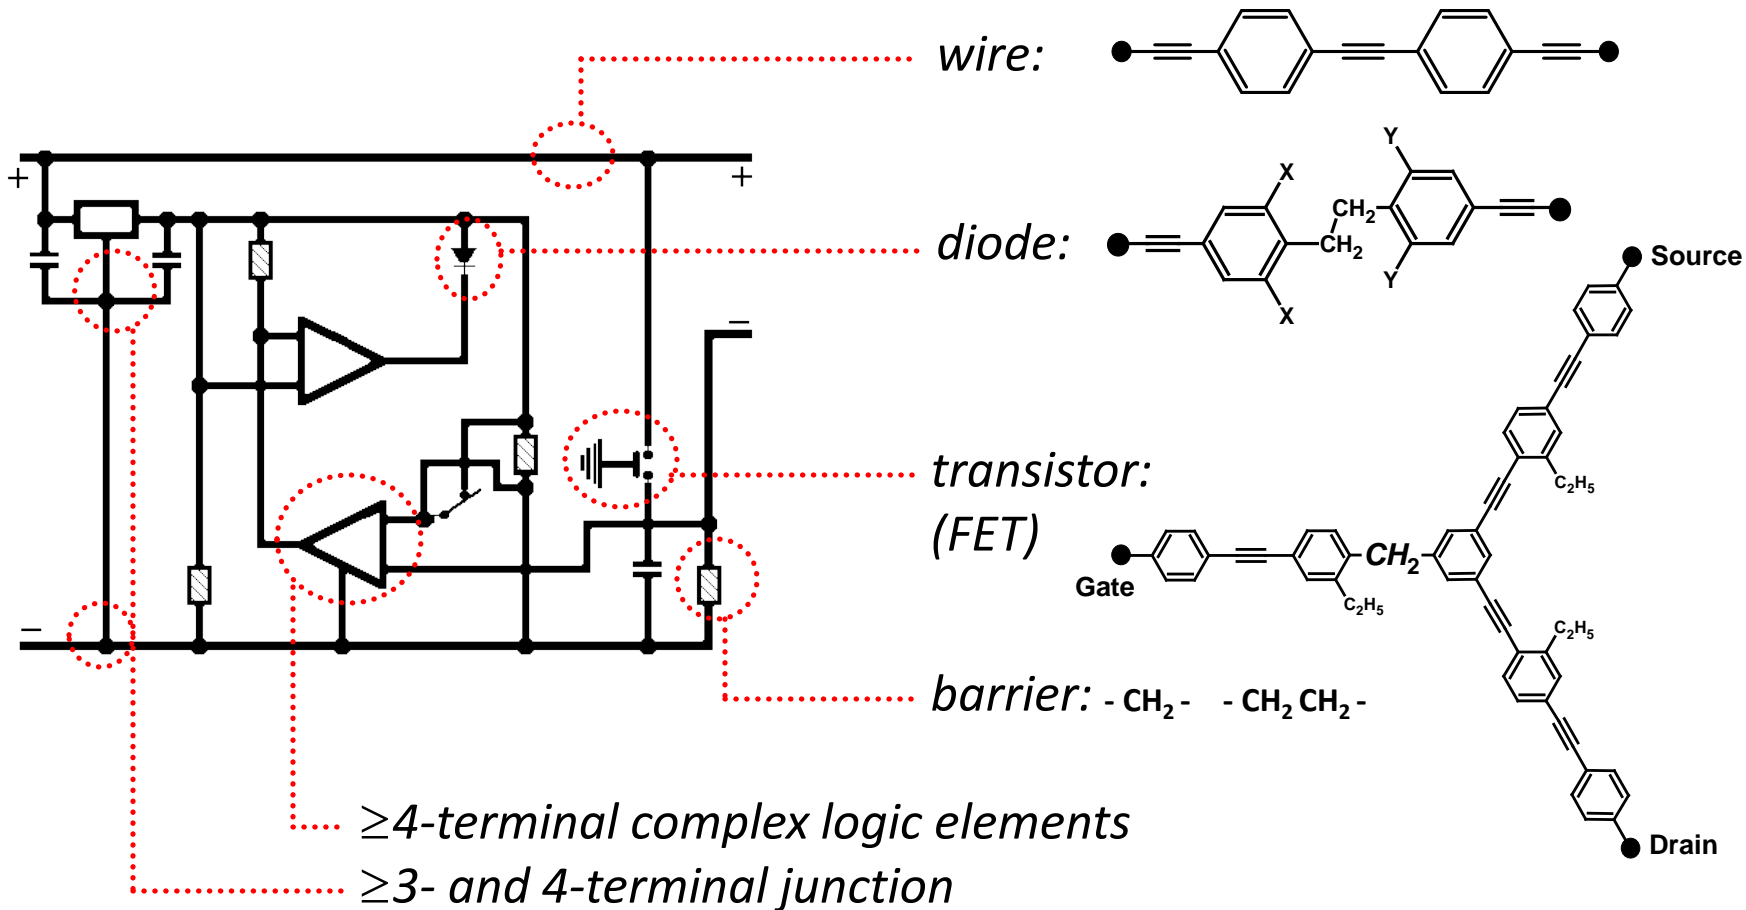 wire:
Y
X
+
+
CH₂
diode:
CH₂
Source
Y
X
−
transistor:
C₂H₅
(FET)
CH₂
Gate
C₂H₅
C₂H₅
−
barrier: - CH₂ - - CH₂ CH₂ -
≥4-terminal complex logic elements
Drain
≥3- and 4-terminal junction